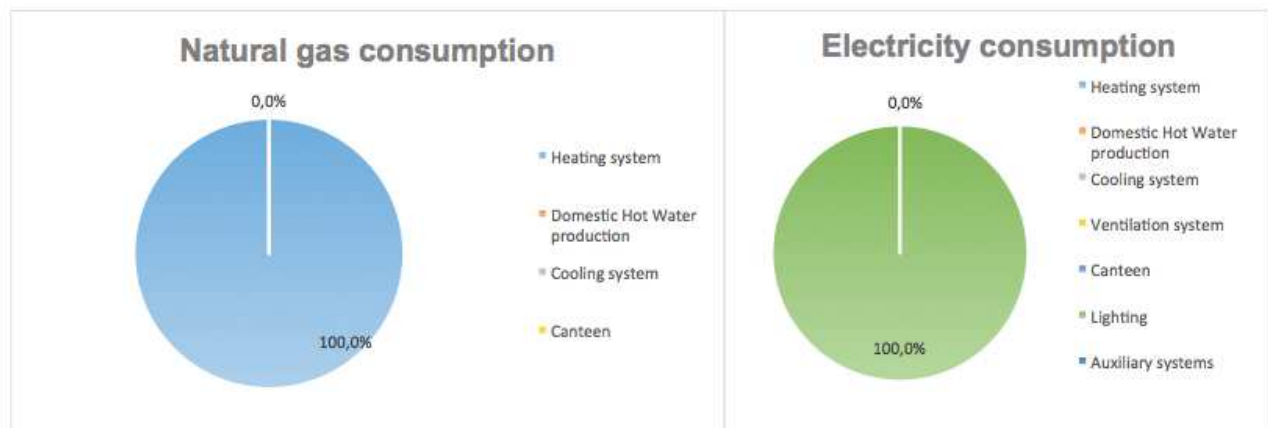 Natural gas consumption
0,0%
100,0%
Heating system
Domestic Hot Water
production
Cooling system
Canteen
Electricity consumption
0,0%
100,0%
Heating system
Domestic Hot Water
production
Cooling system
Ventilation system
Canteen
Lighting
Auxiliary systems